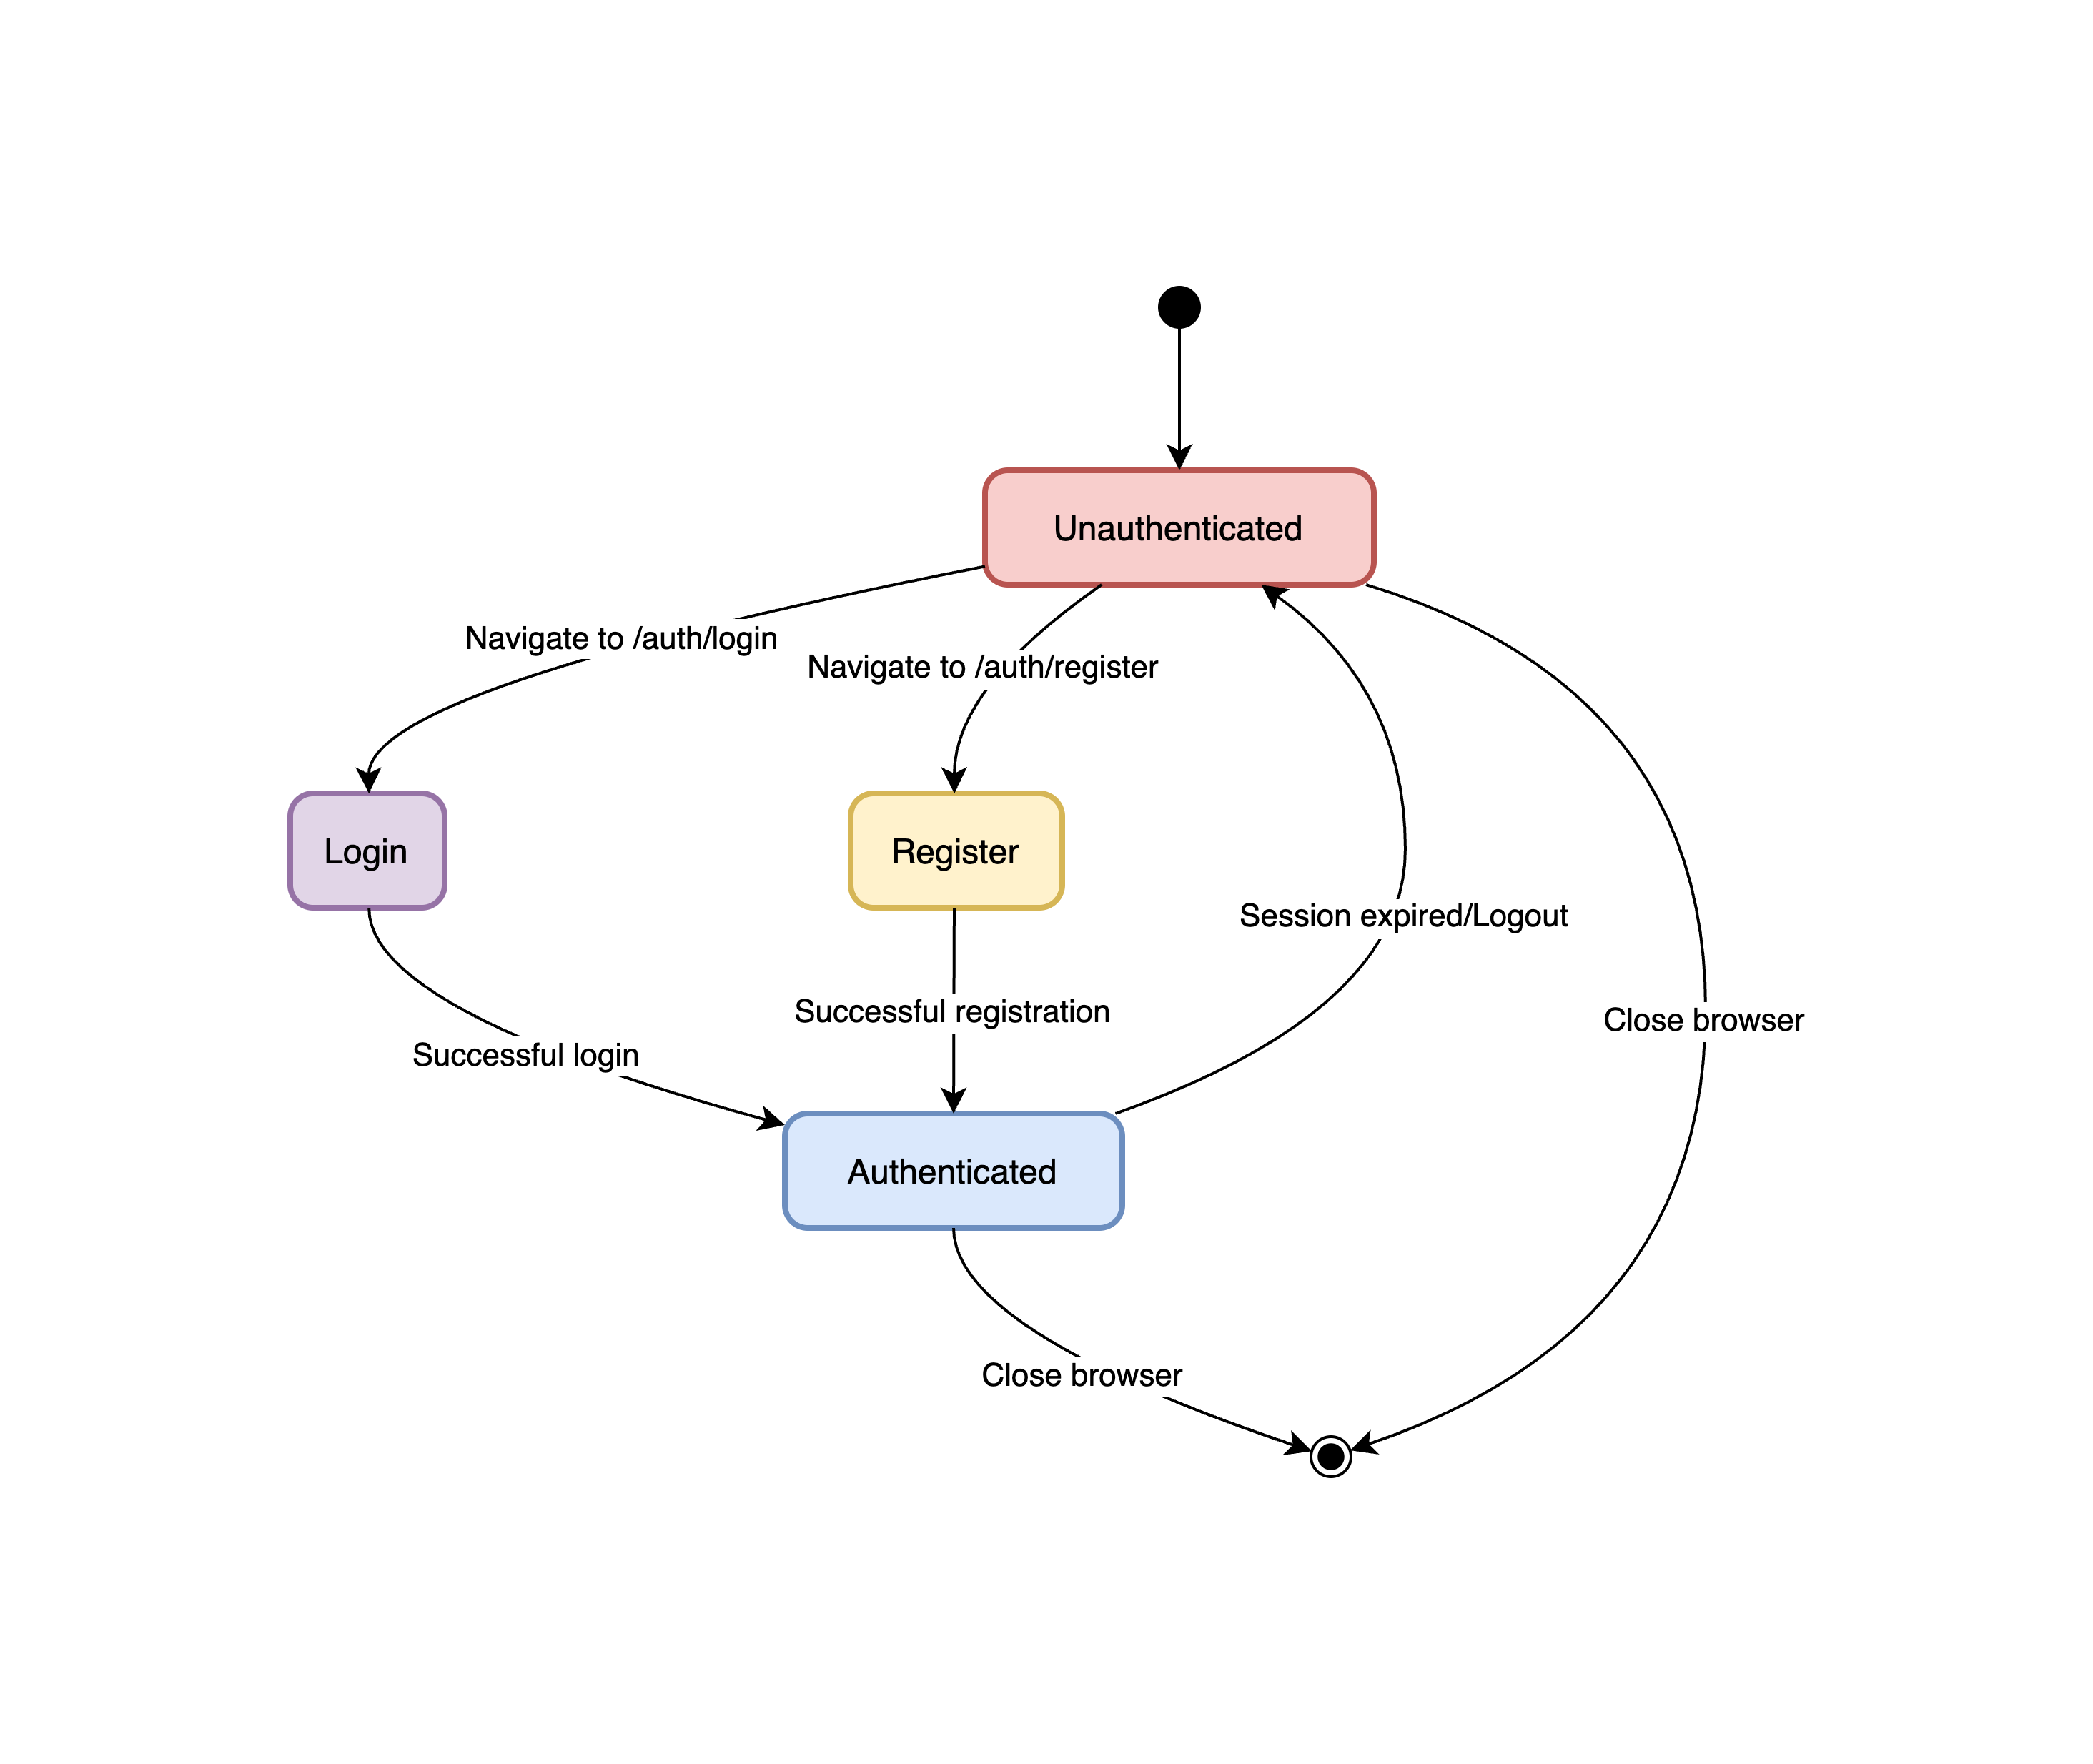 Unauthenticated
Navigate to /auth/login
Navigate to /auth/register
Login
Register
Session expired/Logout
Successful registration
Close browser
Successful login
Authenticated
Close browser